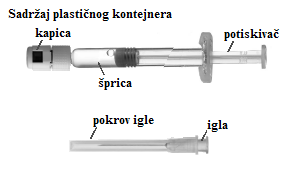 Sadržaj plastičnog kontejnera
kapica
potiskivač
šprica
pokrov igle
igla